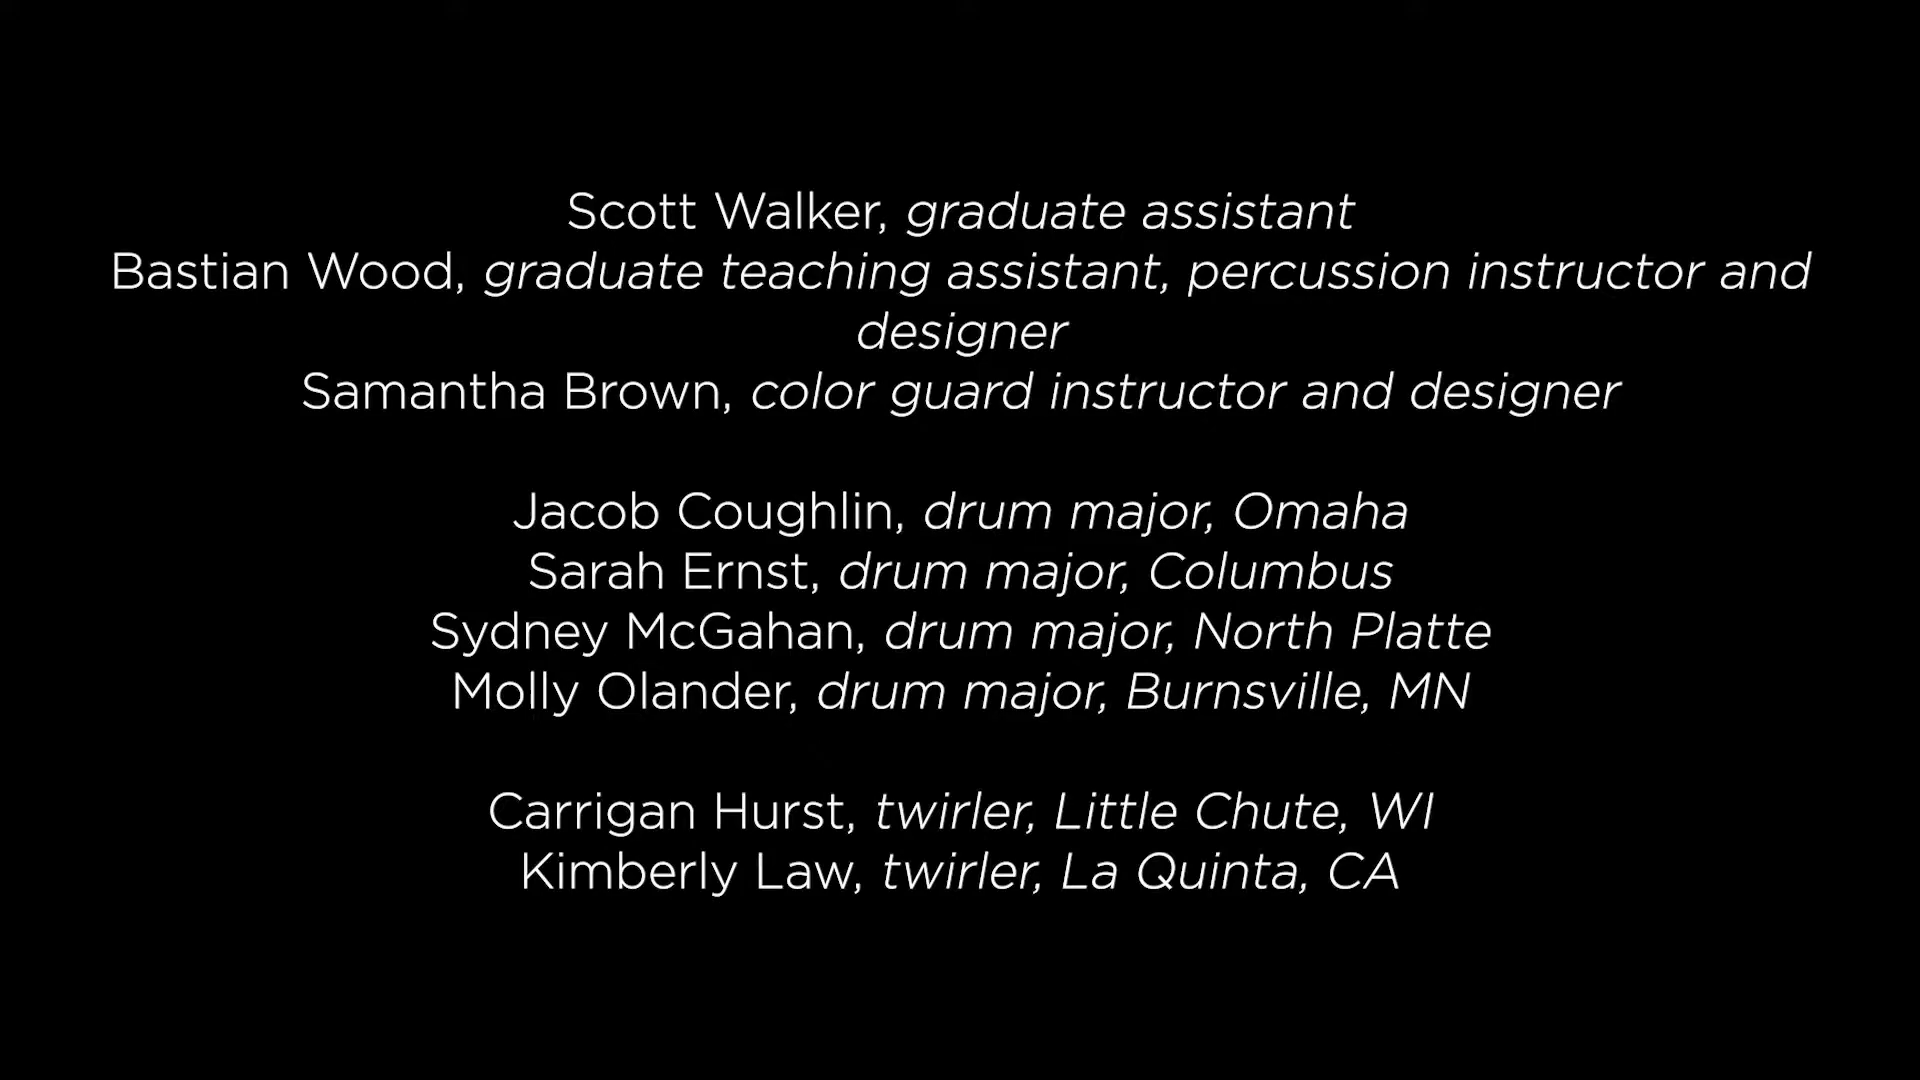 Scott Walker, graduate assistant
Bastian Wood, graduate teaching assistant, percussion instructor and
designer
Samantha Brown, color guard instructor and designer
Jacob Coughlin, drum major, Omaha
Sarah Ernst, drum major, Columbus
Sydney McGahan, drum major, North Platte
Molly Olander, drum major, Burnsville, MN
Carrigan Hurst, twirler, Little Chute, WI
Kimberly Law, twirler, La Quinta, CA